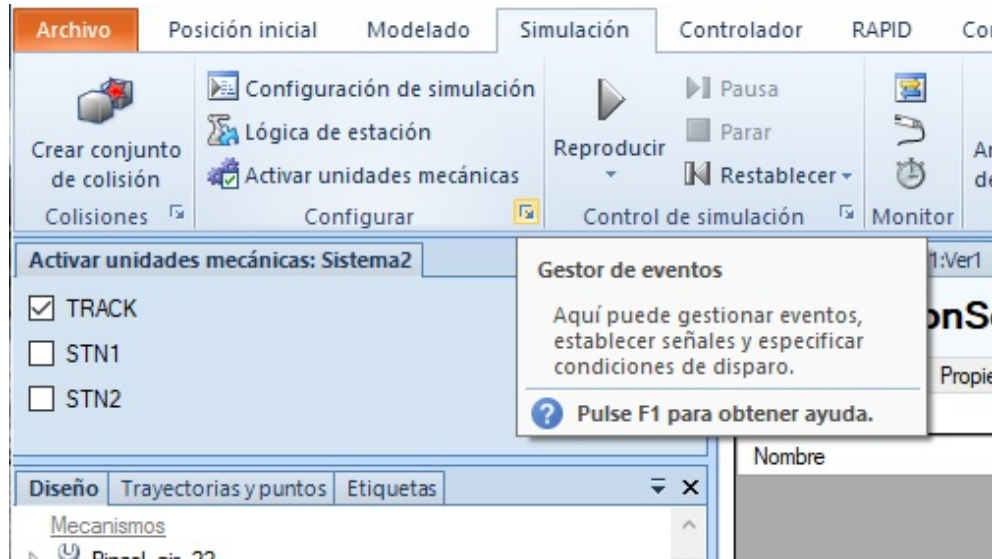 Archivo Posición inicial Modelado Simulación Controlador RAPID
Configuración de simulación Pausa
Lógica de estación Parar
Crear conjunto de colisión Activar unidades mecánicas Reproducir Restablecer
Colisiones Configurar Control de simulación Monitor
Activar unidades mecánicas: Sistema2 1:Ver1
TRACK
STN1
STN2
Gestor de eventos
Aquí puede gestionar eventos,
establecer señales y especificar
condiciones de disparo.
Pulse F1 para obtener ayuda.
Nombre
Diseño Trayectorias y puntos Etiquetas
Mecanismos